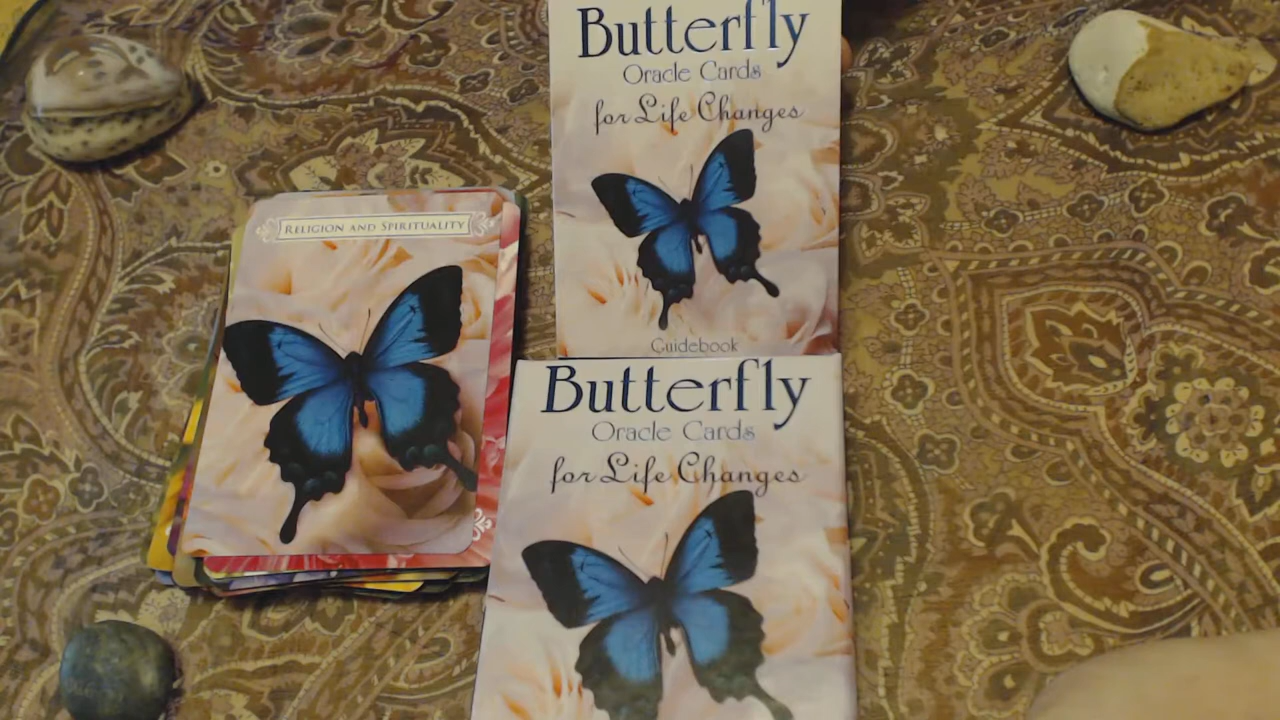 Butterfly
Oracle Cards
for Life Changes
Guidebook
Religion and Spirituality
Butterfly
Oracle Cards
for Life Changes